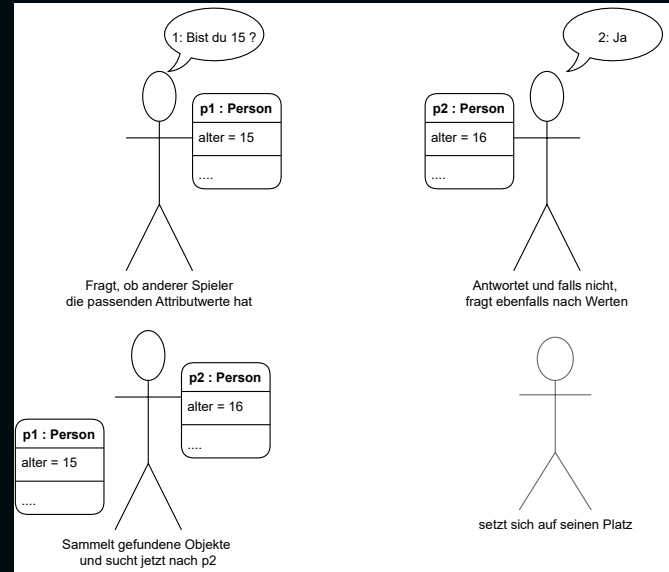 1: Bist du 15 ?
p1 : Person
alter = 15
....
Fragt, ob anderer Spieler
die passenden Attributwerte hat
2: Ja
p2 : Person
alter = 16
....
Antwortet und falls nicht,
fragt ebenfalls nach Werten
p2 : Person
alter = 16
....
p1 : Person
alter = 15
....
Sammelt gefundene Objekte
und sucht jetzt nach p2
setzt sich auf seinen Platz